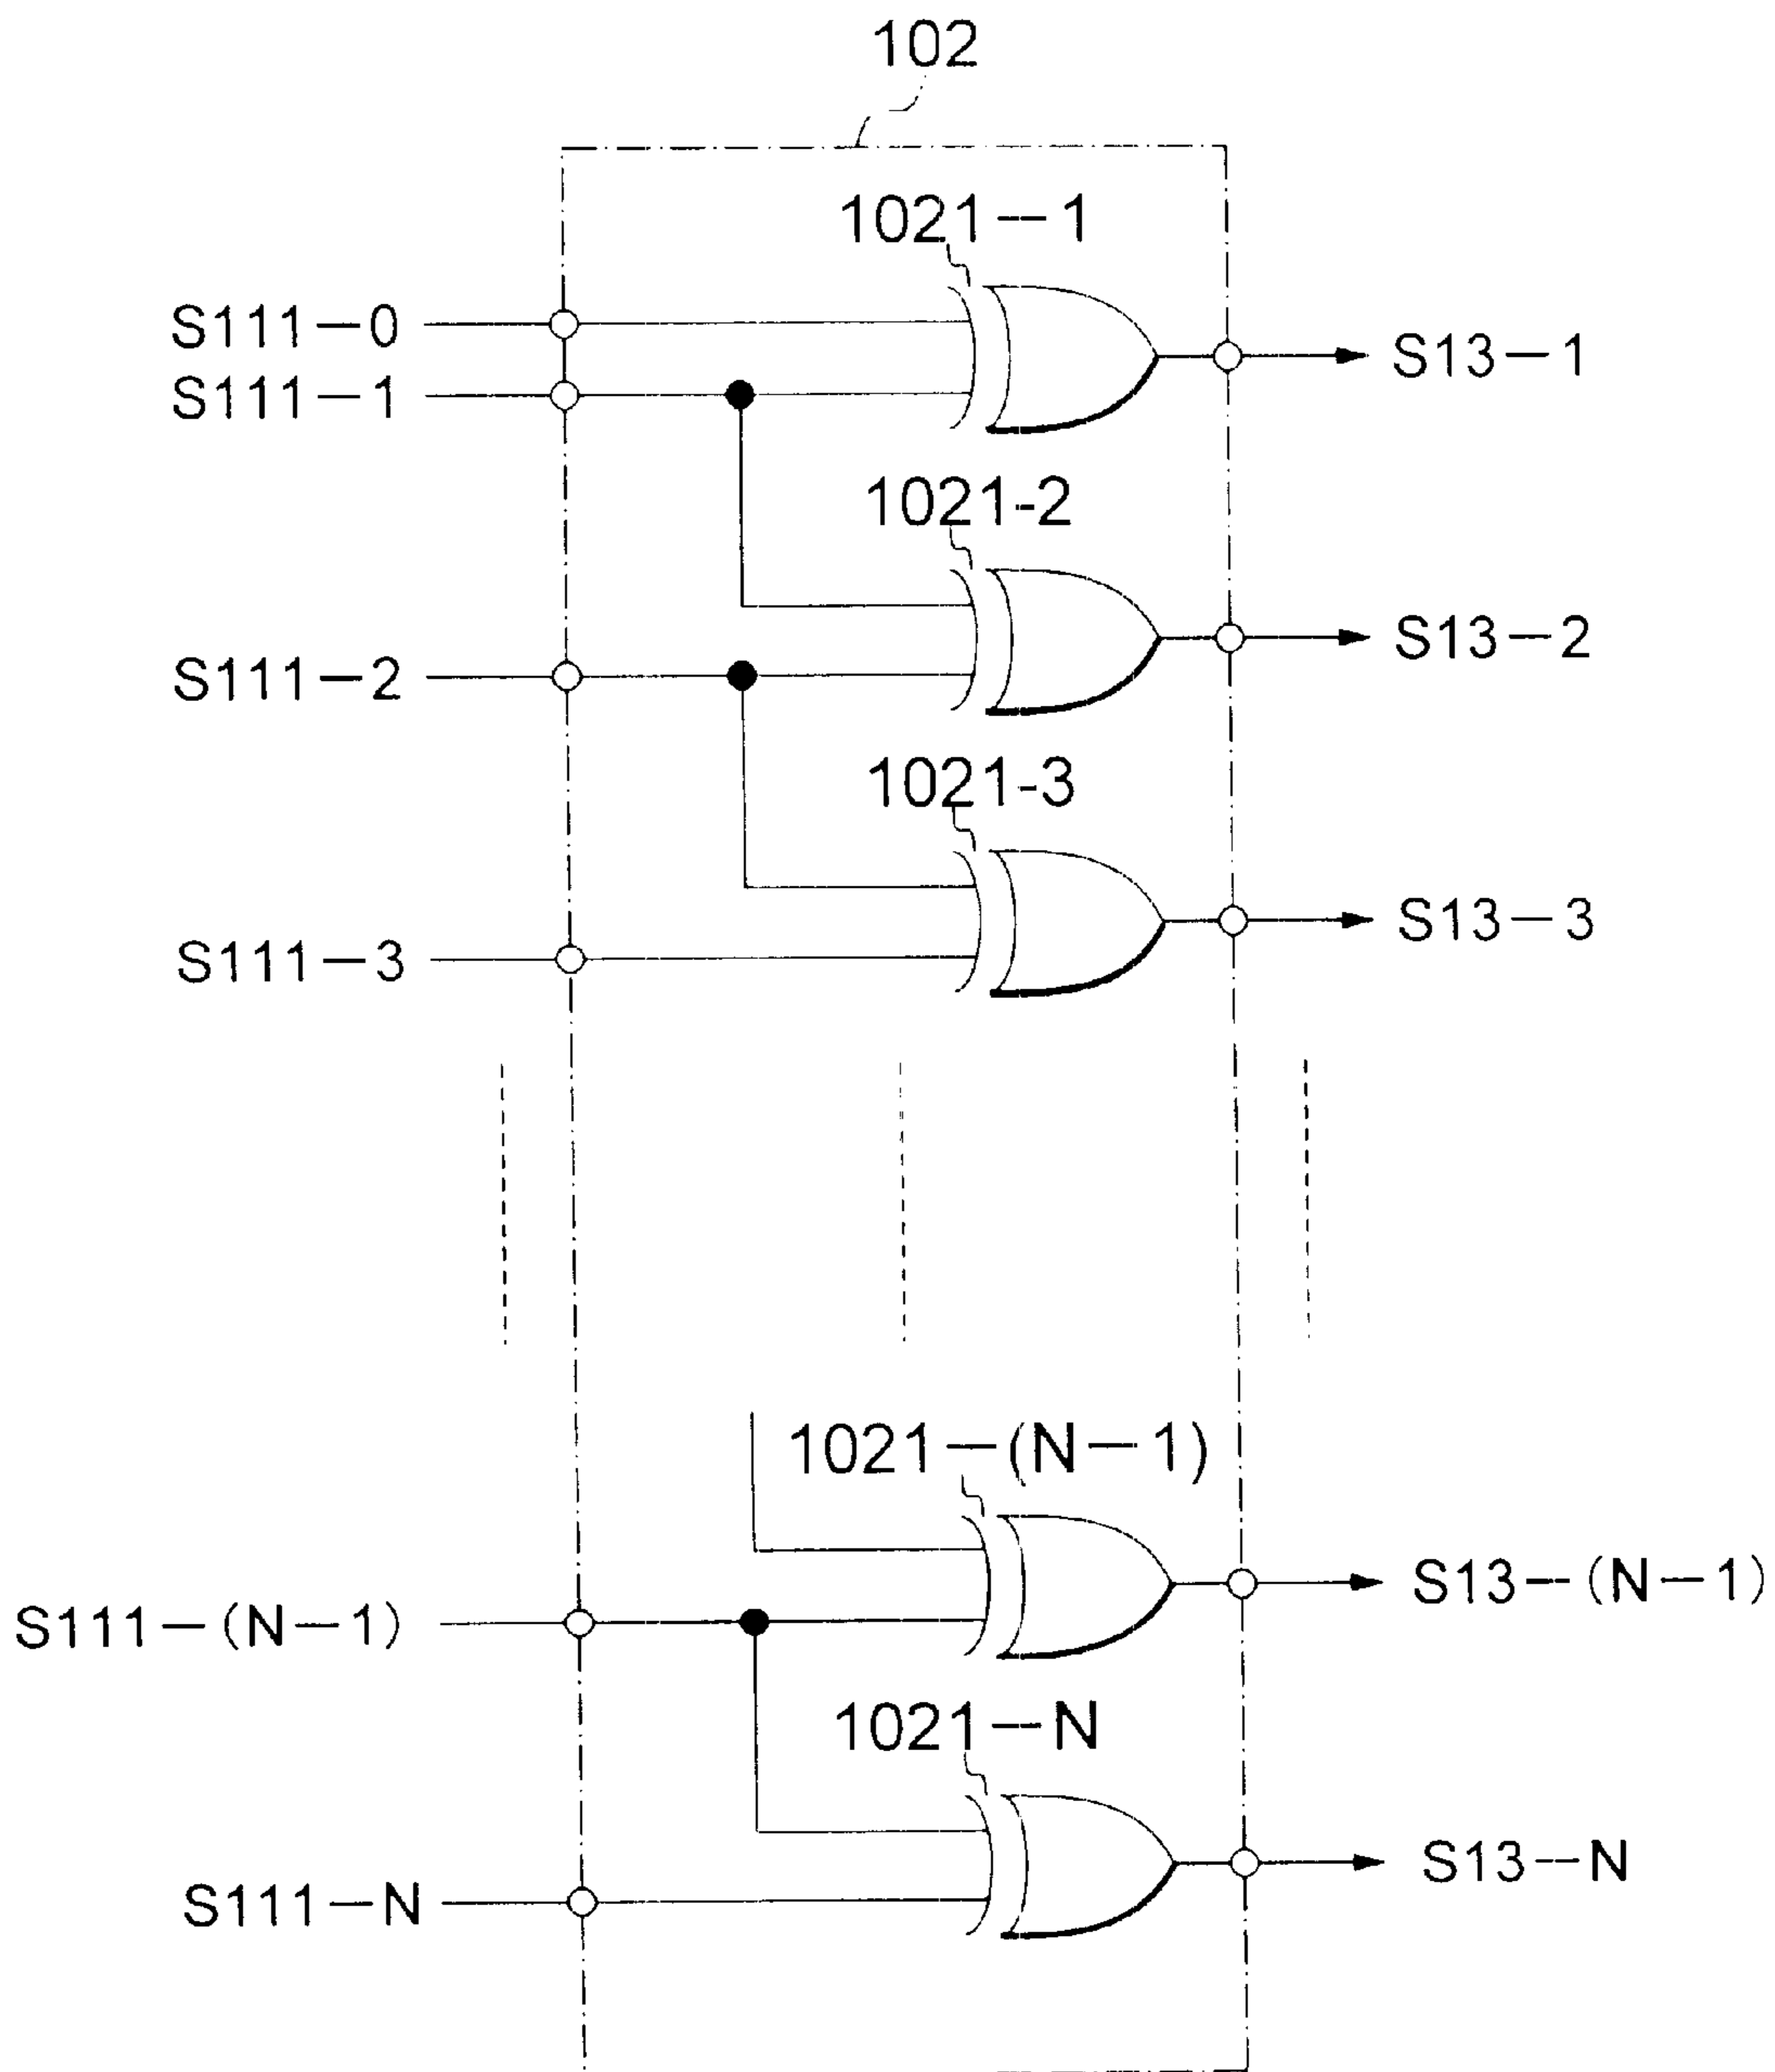 102
1021—1
S111—0
S13—1
S111—1
1021-2
S13—2
S111—2
1021-3
S13—3
S111—3
1021—(N—1)
S13—(N—1)
S111—(N—1)
1021—N
S13—N
S111—N